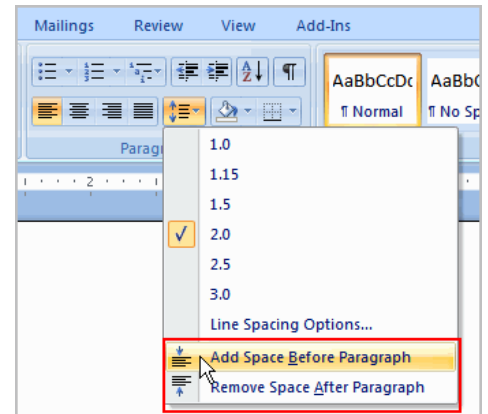 Mailings Review View Add-Ins
AaBbCcDc AaBbC
¶ Normal ¶ No Sp
Paragr
2
1.0
1.15
1.5
2.0
2.5
3.0
Line Spacing Options...
Add Space Before Paragraph
Remove Space After Paragraph